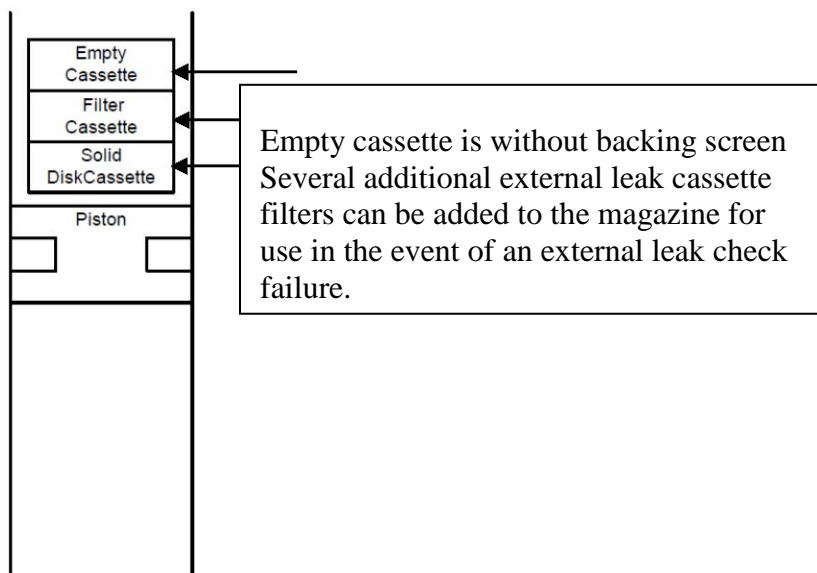 Empty
Cassette
Filter
Cassette
Solid
DiskCassette
Piston
Empty cassette is without backing screen
Several additional external leak cassette
filters can be added to the magazine for
use in the event of an external leak check
failure.